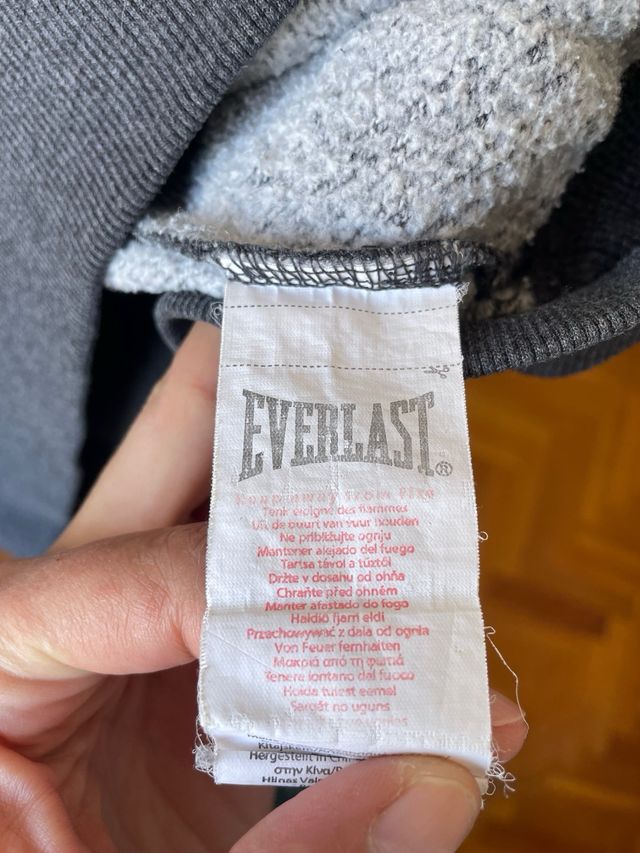 EVERLAST®
Keep away from fire
Tenir éloigné des flammes
Uit de buurt van vuur houden
Ne približujte ognju
Mantener alejado del fuego
Tartsa távol a tűztől
Držte v dosahu od ohňa
Chraňte před ohněm
Manter afastado do fogo
Haldið fjarri eldi
Przechowywać z dala od ognia
Von Feuer fernhalten
Μακριά από τη φωτιά
Tenere lontano dal fuoco
Hoida tulest eemal
Sargāt no uguns
Hergestellt in
στην Κίνα/